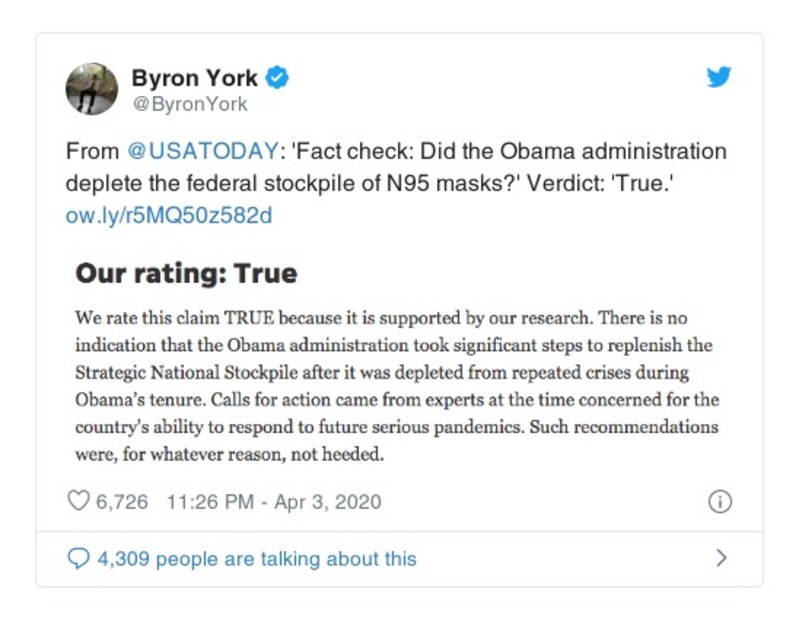 Byron York
@ByronYork
From @USATODAY: 'Fact check: Did the Obama administration
deplete the federal stockpile of N95 masks?' Verdict: 'True.'
ow.ly/r5MQ50z582d
Our rating: True
We rate this claim TRUE because it is supported by our research. There is no
indication that the Obama administration took significant steps to replenish the
Strategic National Stockpile after it was depleted from repeated crises during
Obama's tenure. Calls for action came from experts at the time concerned for the
country's ability to respond to future serious pandemics. Such recommendations
were, for whatever reason, not heeded.
6,726 11:26 PM - Apr 3, 2020
4,309 people are talking about this